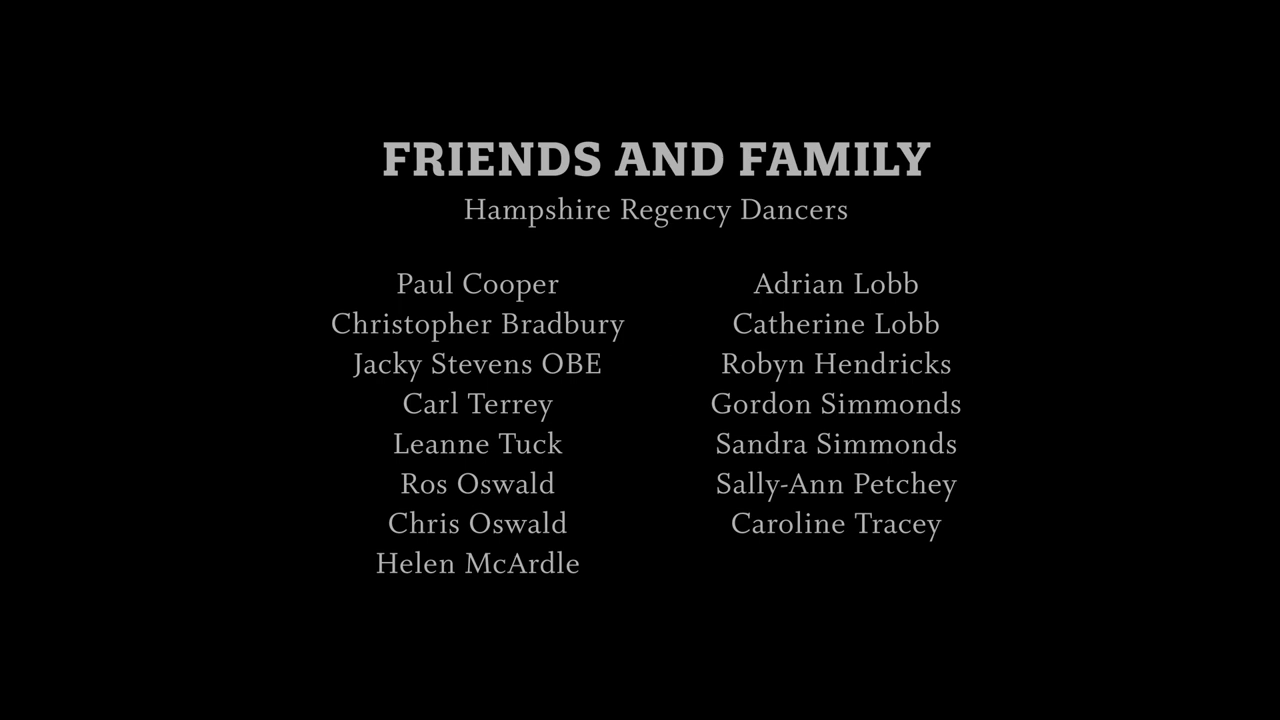 FRIENDS AND FAMILY
Hampshire Regency Dancers
Paul Cooper
Christopher Bradbury
Jacky Stevens OBE
Carl Terrey
Leanne Tuck
Ros Oswald
Chris Oswald
Helen McArdle
Adrian Lobb
Catherine Lobb
Robyn Hendricks
Gordon Simmonds
Sandra Simmonds
Sally-Ann Petchey
Caroline Tracey